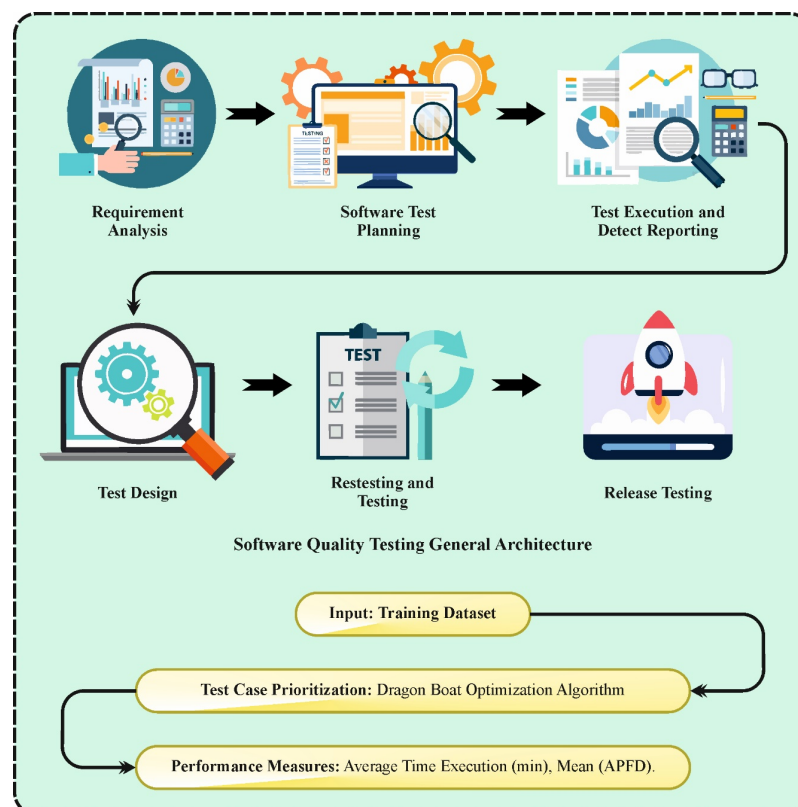 TESTING
Requirement
Analysis
Software Test
Planning
Test Execution and
Detect Reporting
TEST
Test Design
Restesting and
Testing
Release Testing
Software Quality Testing General Architecture
Input: Training Dataset
Test Case Prioritization: Dragon Boat Optimization Algorithm
Performance Measures: Average Time Execution (min), Mean (APFD).